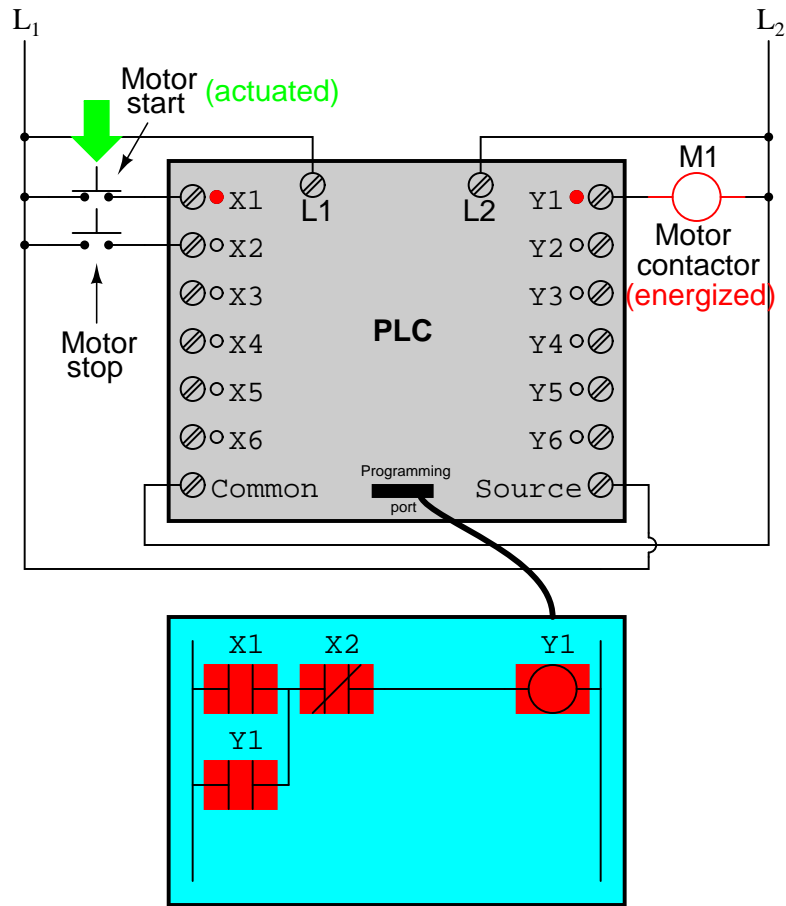 L1 L2
Motor start (actuated)
M1
X1 L1 L2 Y1
X2 Y2
Motor contactor (energized)
X3 Y3
Motor stop
X4 PLC Y4
X5 Y5
X6 Y6
Common Programming port Source
X1 X2 Y1
Y1